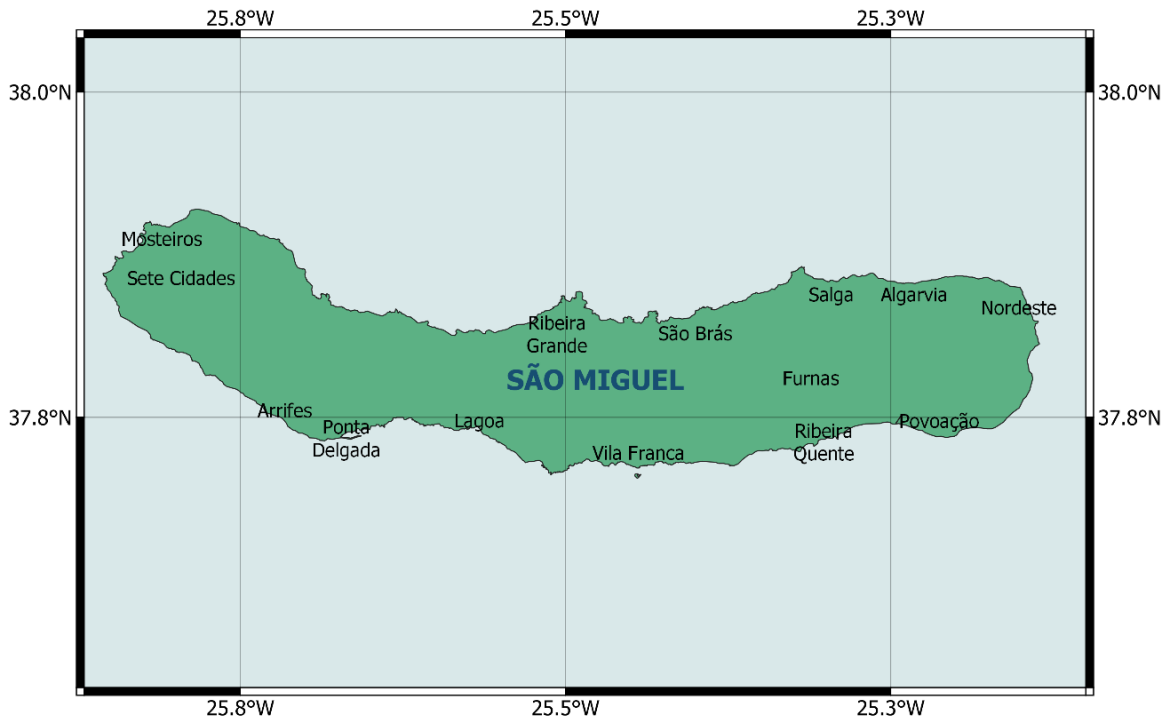 25.8°W
25.5°W
25.3°W
38.0°N
38.0°N
Mosteiros
Sete Cidades
Salga
Algarvia
Nordeste
Ribeira
Grande
São Brás
SÃO MIGUEL
Furnas
37.8°N
Arrifes
Ponta
Delgada
Lagoa
Vila Franca
Ribeira
Quente
Povoação
37.8°N
25.8°W
25.5°W
25.3°W